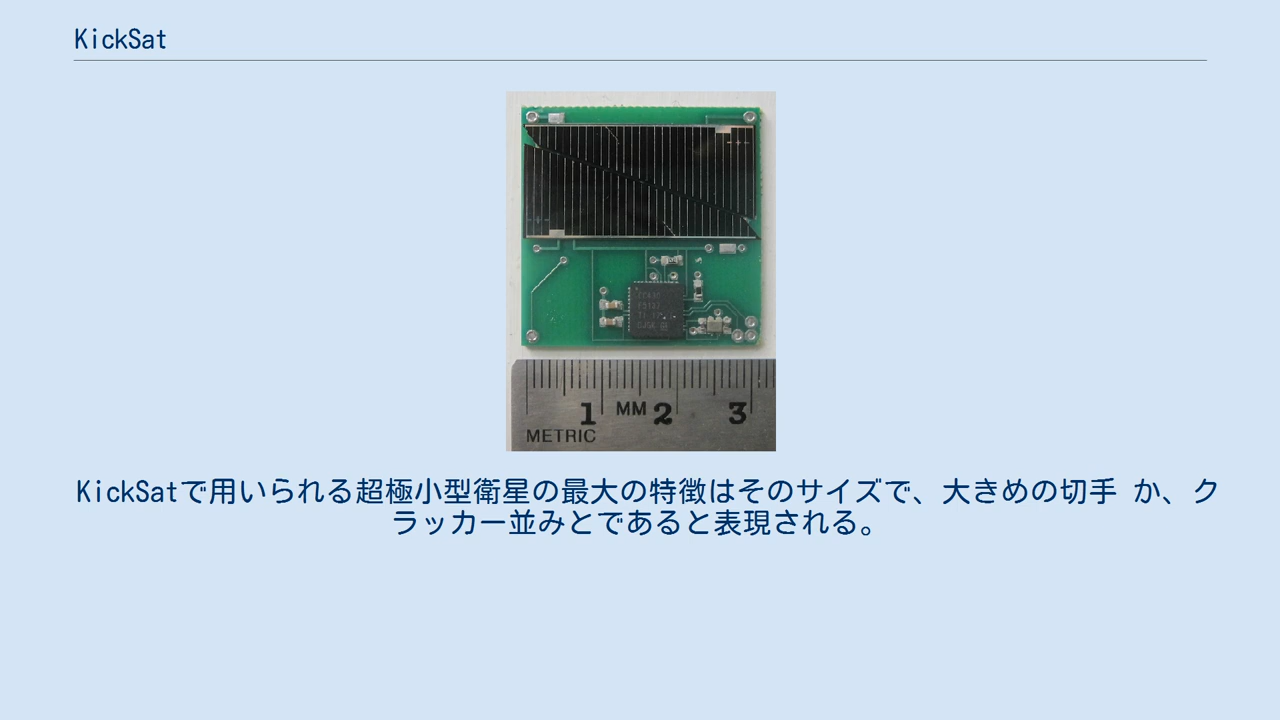 KickSat
1 MM 2 3
METRIC
KickSatで用いられる超極小型衛星の最大の特徴はそのサイズで、大きめの切手 か、ク
ラッカー並みとであると表現される。